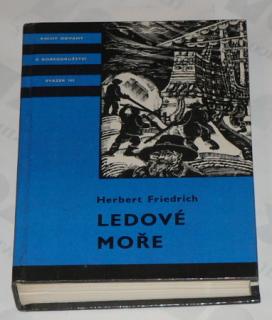 KNIHY ODVAHY
A DOBRODRUŽSTVÍ
SVAZEK
Herbert Friedrich
LEDOVÉ
MOŘE